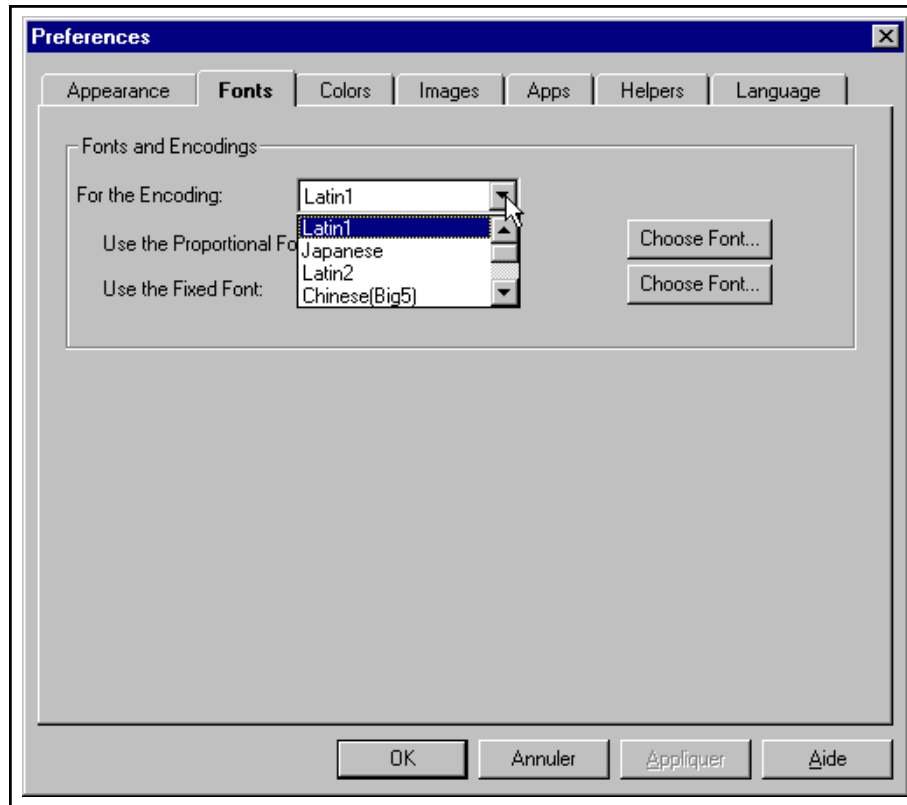 Preferences
Appearance Fonts Colors Images Apps Helpers Language
Fonts and Encodings
For the Encoding: Latin1
Latin1
Use the Proportional Fo Japanese Choose Font...
Latin2
Use the Fixed Font: Chinese(Big5) Choose Font...
OK Annuler Appliquer Aide